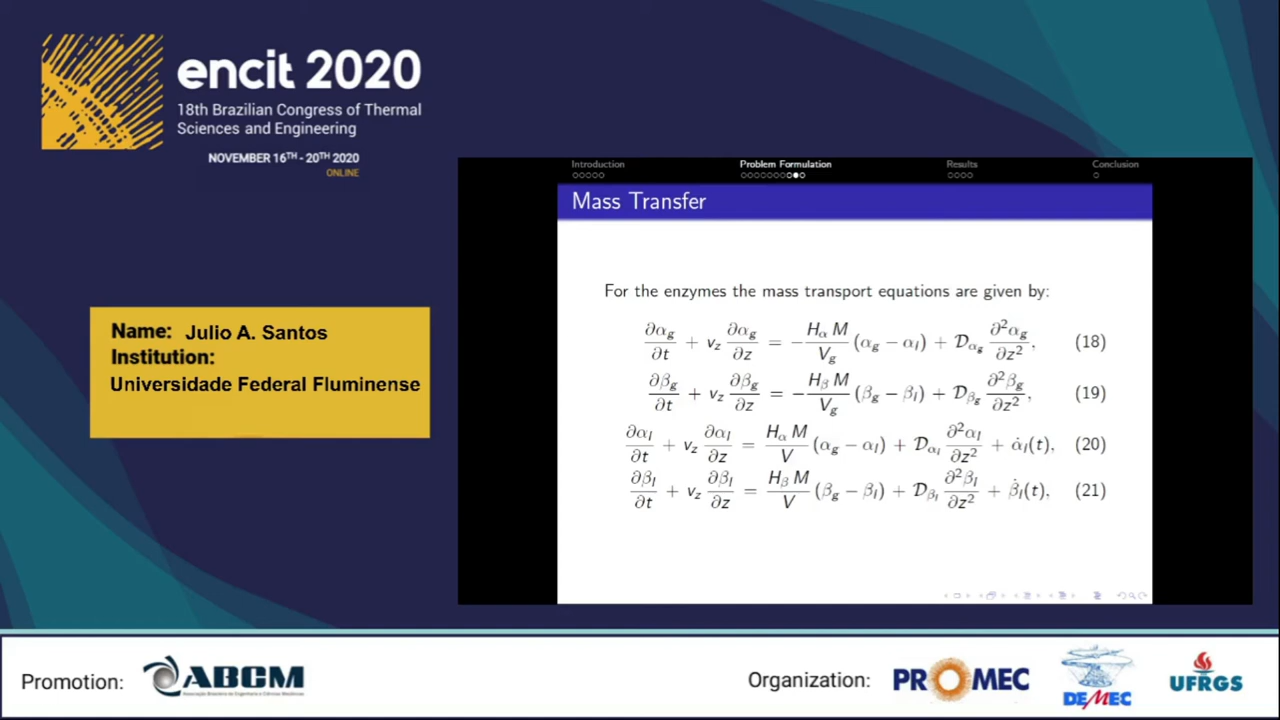 encit 2020
18th Brazilian Congress of Thermal
Sciences and Engineering
NOVEMBER 16TH - 20TH 2020
ONLINE
Introduction
Problem Formulation
Results
Conclusion
Mass Transfer
Name: Julio A. Santos
Institution:
Universidade Federal Fluminense
For the enzymes the mass transport equations are given by:
∂α_g/∂t + v_z ∂α_g/∂z = −(H_α M/V_g)(α_g − α_l) + 𝒟_{α_g} ∂²α_g/∂z², (18)
∂β_g/∂t + v_z ∂β_g/∂z = −(H_β M/V_g)(β_g − β_l) + 𝒟_{β_g} ∂²β_g/∂z², (19)
∂α_l/∂t + v_z ∂α_l/∂z = (H_α M/V)(α_g − α_l) + 𝒟_{α_l} ∂²α_l/∂z² + α̇_l(t), (20)
∂β_l/∂t + v_z ∂β_l/∂z = (H_β M/V)(β_g − β_l) + 𝒟_{β_l} ∂²β_l/∂z² + β̇_l(t), (21)
Promotion:
ABCM
Organization:
PROMEC
DEMEC
UFRGS